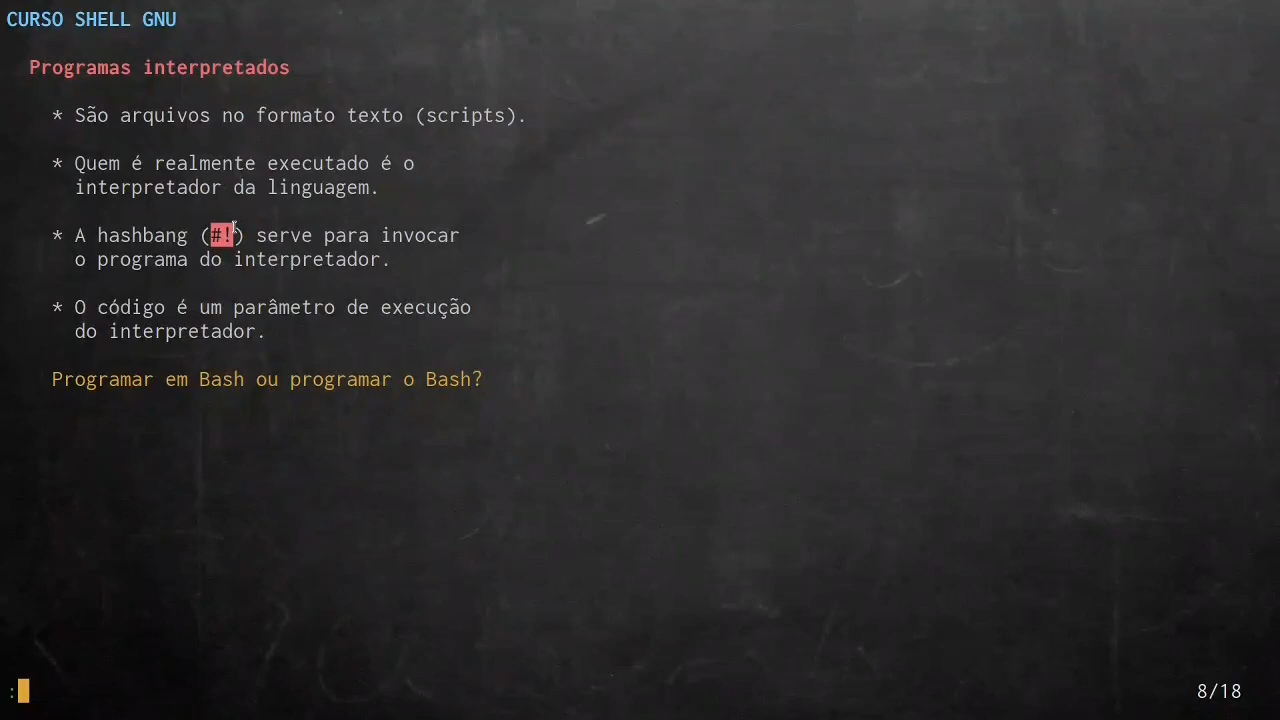 CURSO SHELL GNU
Programas interpretados
* São arquivos no formato texto (scripts).
* Quem é realmente executado é o
interpretador da linguagem.
* A hashbang (#!) serve para invocar
o programa do interpretador.
* O código é um parâmetro de execução
do interpretador.
Programar em Bash ou programar o Bash?
:
8/18